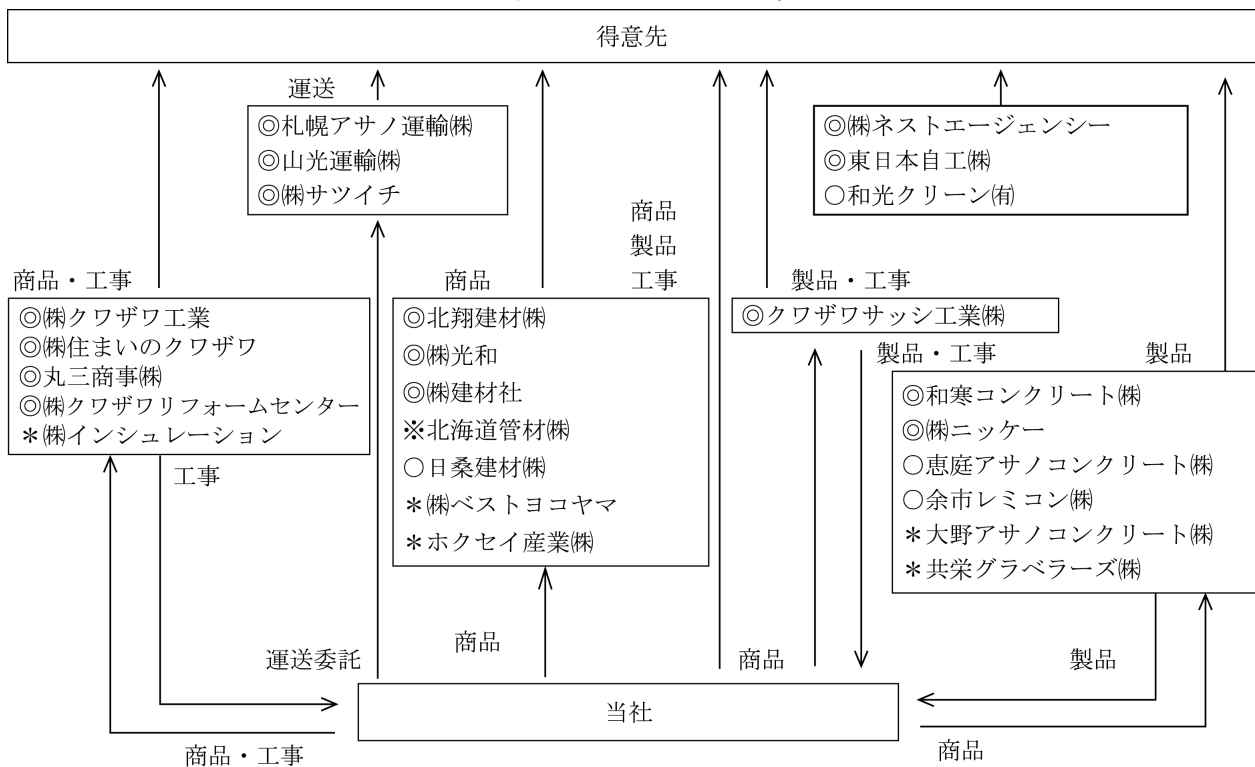 得意先
運送
◎札幌アサノ運輸㈱
◎山光運輸㈱
◎㈱サツイチ
◎㈱ネストエージェンシー
◎東日本自工㈱
○和光クリーン㈲
商品
製品
工事
商品・工事
商品
製品・工事
◎㈱クワザワ工業
◎㈱住まいのクワザワ
◎丸三商事㈱
◎㈱クワザワリフォームセンター
＊㈱インシュレーション
◎北翔建材㈱
◎㈱光和
◎㈱建材社
※北海道管材㈱
○日桑建材㈱
＊㈱ベストヨコヤマ
＊ホクセイ産業㈱
◎クワザワサッシ工業㈱
製品・工事
製品
◎和寒コンクリート㈱
◎㈱ニッケー
○恵庭アサノコンクリート㈱
○余市レミコン㈱
＊大野アサノコンクリート㈱
＊共栄グラベラーズ㈱
工事
運送委託
商品
商品
製品
当社
商品・工事
商品